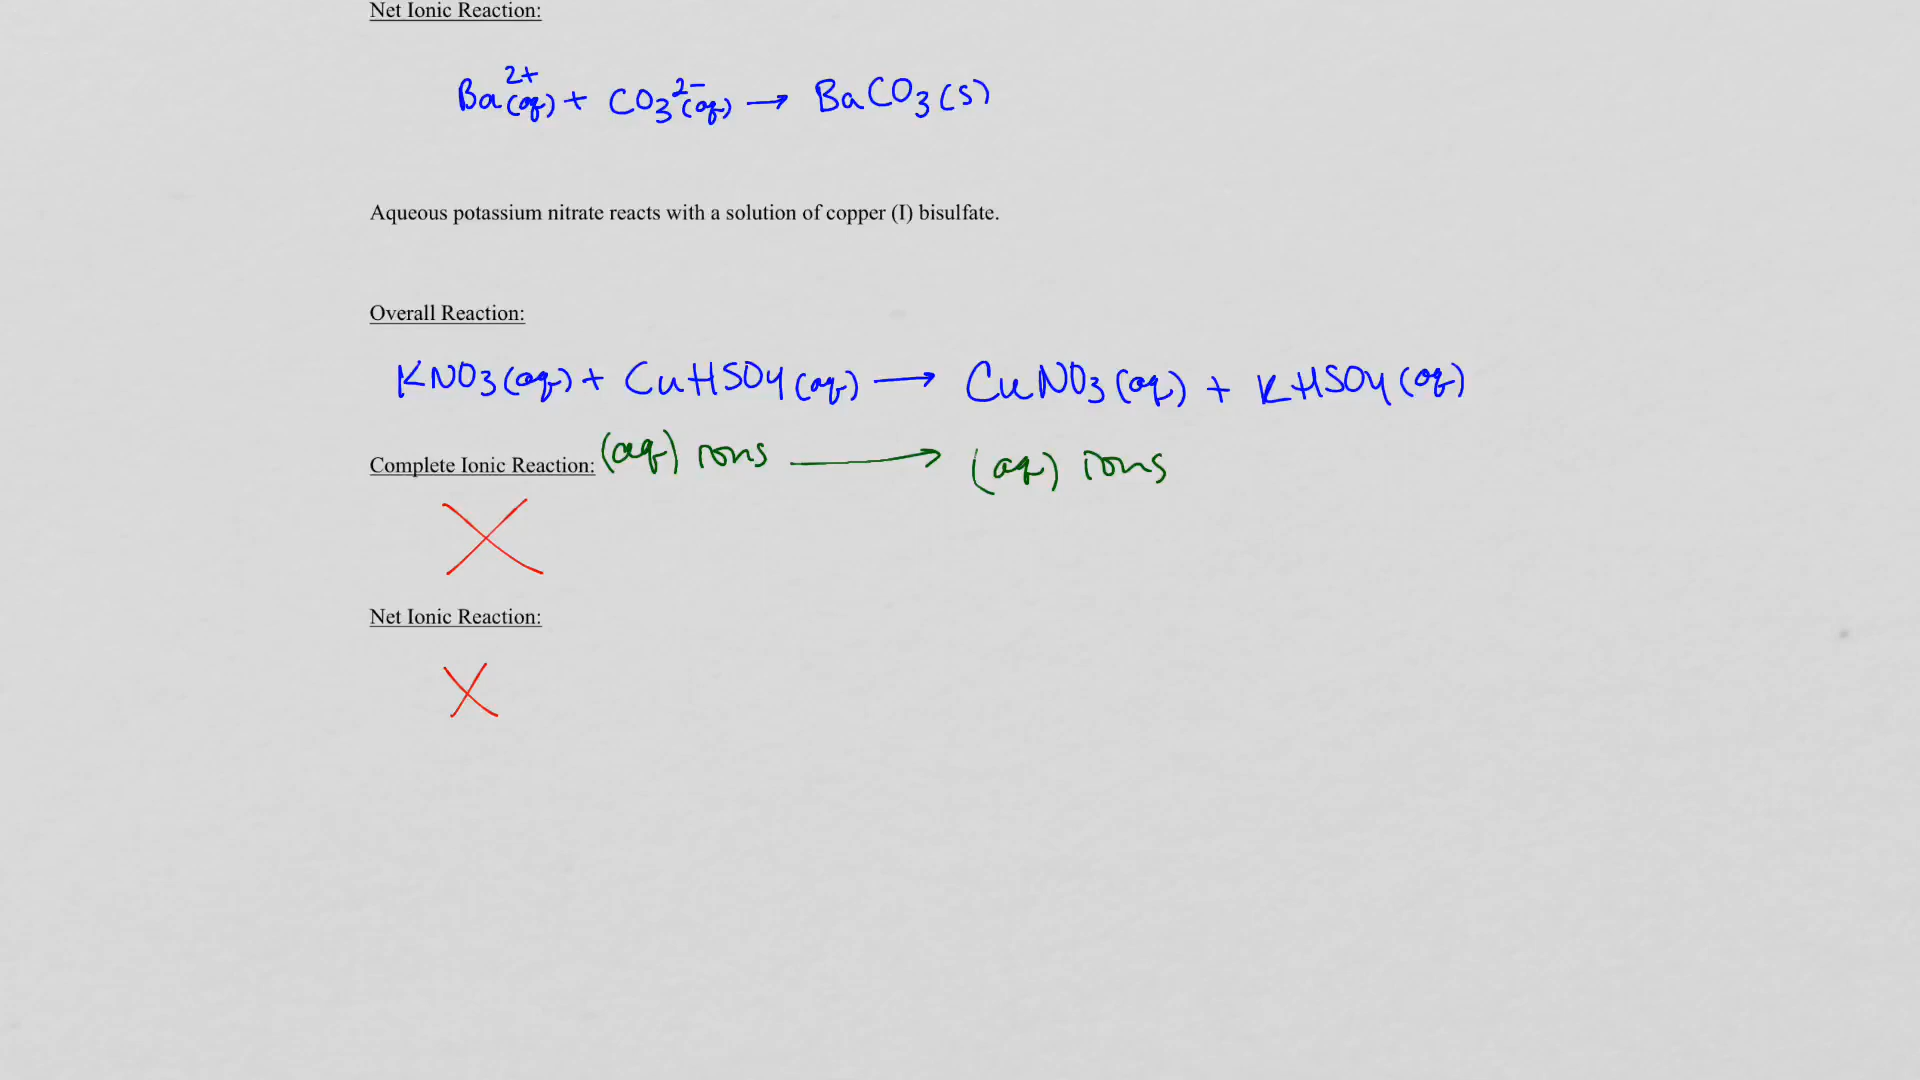 Net Ionic Reaction:
Ba²⁺(aq) + CO₃²⁻(aq) → BaCO₃(s)
Aqueous potassium nitrate reacts with a solution of copper (I) bisulfate.
Overall Reaction:
KNO₃(aq) + CuHSO₄(aq) → CuNO₃(aq) + KHSO₄(aq)
Complete Ionic Reaction: (aq) ions → (aq) ions
Net Ionic Reaction: